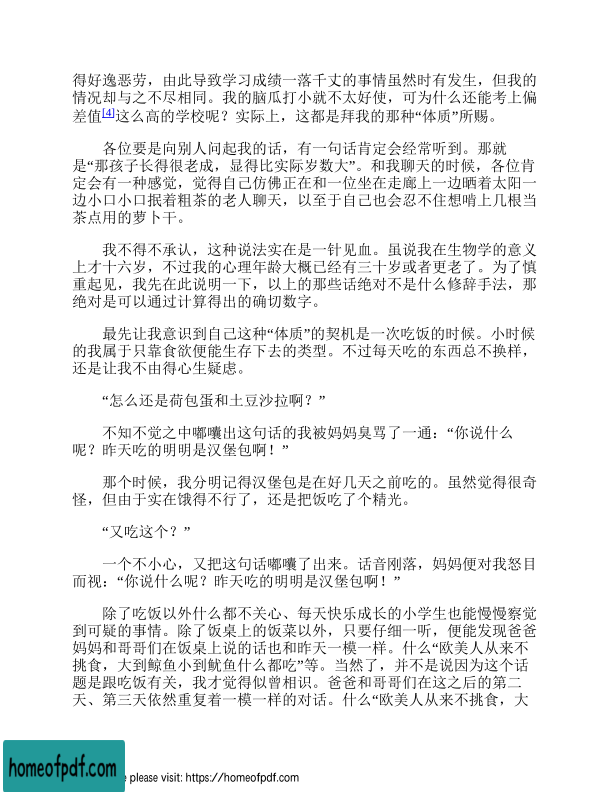 得好逸恶劳，由此导致学习成绩一落千丈的事情虽然时有发生，但我的
情况却与之不尽相同。我的脑瓜打小就不太好使，可为什么还能考上偏
差值[4]这么高的学校呢？实际上，这都是拜我的那种“体质”所赐。
各位要是向别人问起我的话，有一句话肯定会经常听到。那就
是“那孩子长得很老成，显得比实际岁数大”。和我聊天的时候，各位肯
定会有一种感觉，觉得自己仿佛正在和一位坐在走廊上一边晒着太阳一
边小口小口抿着粗茶的老人聊天，以至于自己也会忍不住想啃上几根当
茶点用的萝卜干。
我不得不承认，这种说法实在是一针见血。虽说我在生物学的意义
上才十六岁，不过我的心理年龄大概已经有三十岁或者更老了。为了慎
重起见，我先在此说明一下，以上的那些话绝对不是什么修辞手法，那
绝对是可以通过计算得出的确切数字。
最先让我意识到自己这种“体质”的契机是一次吃饭的时候。小时候
的我属于只靠食欲便能生存下去的类型。不过每天吃的东西总不换样，
还是让我不由得心生疑虑。
“怎么还是荷包蛋和土豆沙拉啊？”
不知不觉之中嘟囔出这句话的我被妈妈臭骂了一通：“你说什么
呢？昨天吃的明明是汉堡包啊！”
那个时候，我分明记得汉堡包是在好几天之前吃的。虽然觉得很奇
怪，但由于实在饿得不行了，还是把饭吃了个精光。
“又吃这个？”
一个不小心，又把这句话嘟囔了出来。话音刚落，妈妈便对我怒目
而视：“你说什么呢？昨天吃的明明是汉堡包啊！”
除了吃饭以外什么都不关心、每天快乐成长的小学生也能慢慢察觉
到可疑的事情。除了饭桌上的饭菜以外，只要仔细一听，便能发现爸爸
妈妈和哥哥们在饭桌上说的话也和昨天一模一样。什么“欧美人从来不
挑食，大到鲸鱼小到鱿鱼什么都吃”等。当然了，并不是说因为这个话
题是跟吃饭有关，我才觉得似曾相识。爸爸和哥哥们在这之后的第二
天、第三天依然重复着一模一样的对话。什么“欧美人从来不挑食，大
homeofpdf.com
e please visit: https://homeofpdf.com